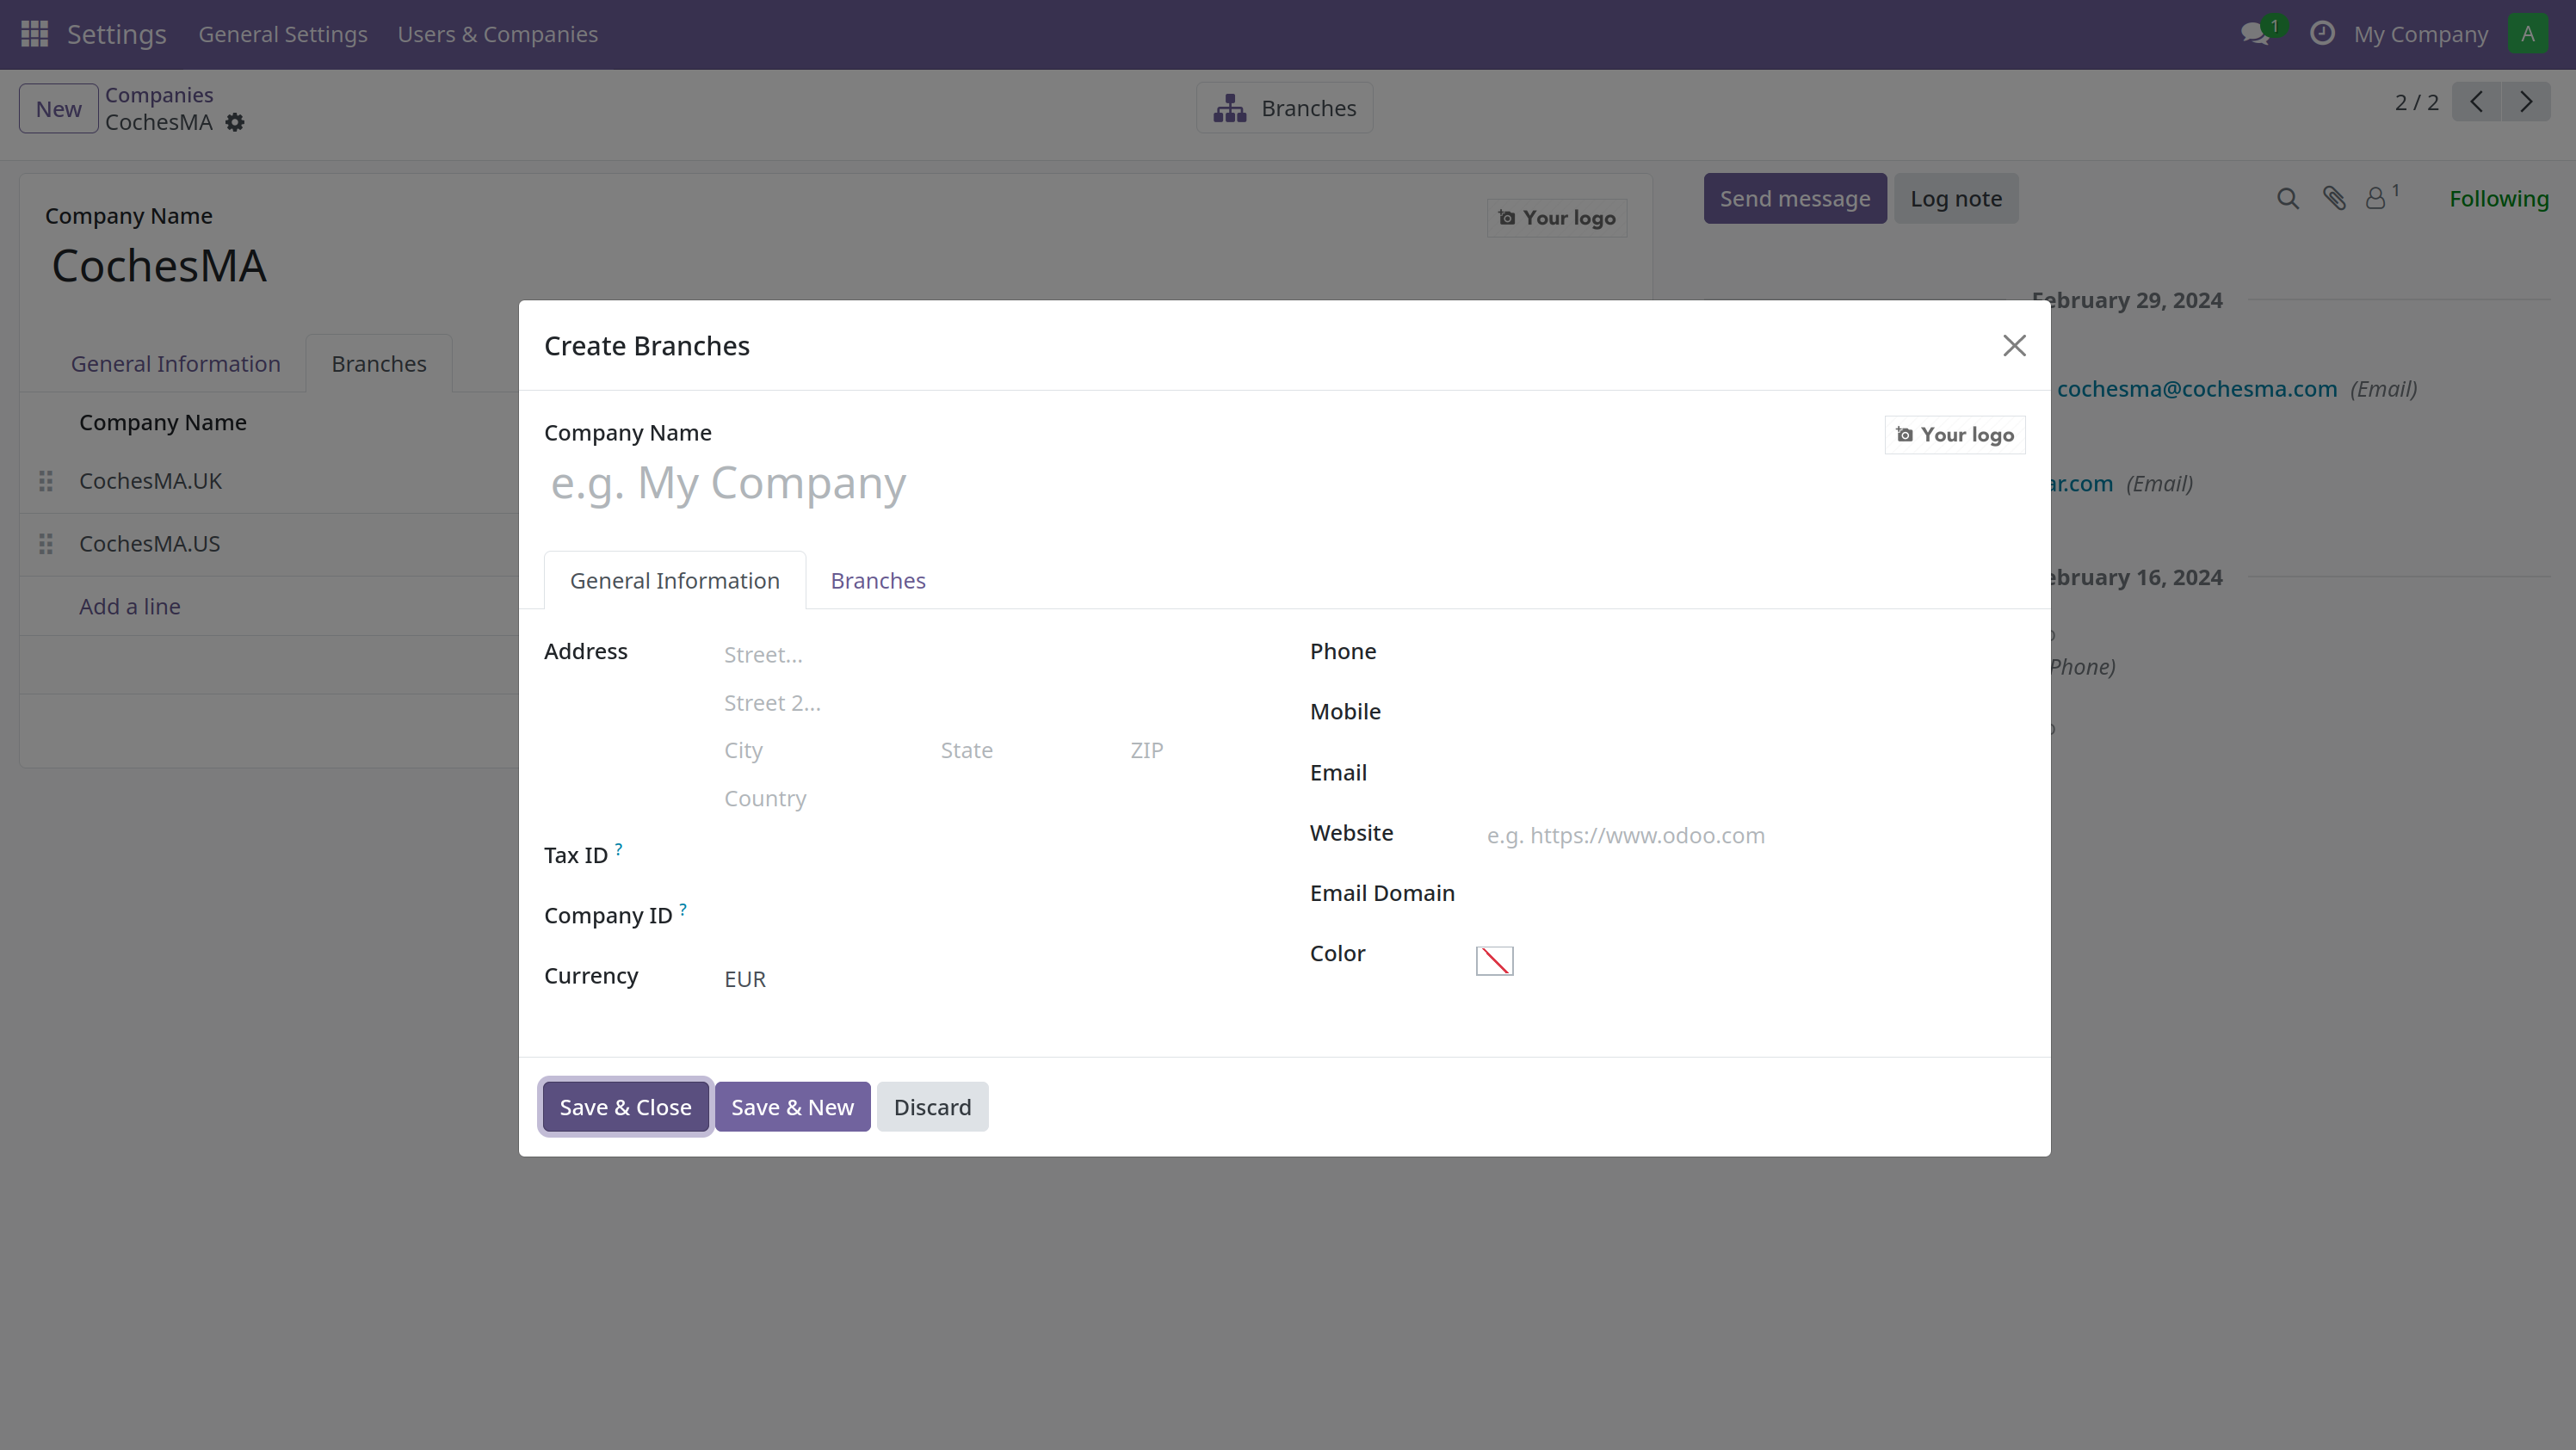 Settings General Settings Users & Companies 1 My Company A
New Companies
CochesMA
Branches
2 / 2
Company Name
Your logo
CochesMA
General Information Branches
Company Name
CochesMA.UK
CochesMA.US
Add a line
Send message Log note 1 Following
February 29, 2024
cochesma@cochesma.com (Email)
ar.com (Email)
February 16, 2024
Phone)
Create Branches
Company Name
Your logo
e.g. My Company
General Information Branches
Address Street...
Street 2...
City State ZIP
Country
Tax ID ?
Company ID ?
Currency EUR
Phone
Mobile
Email
Website e.g. https://www.odoo.com
Email Domain
Color
Save & Close Save & New Discard